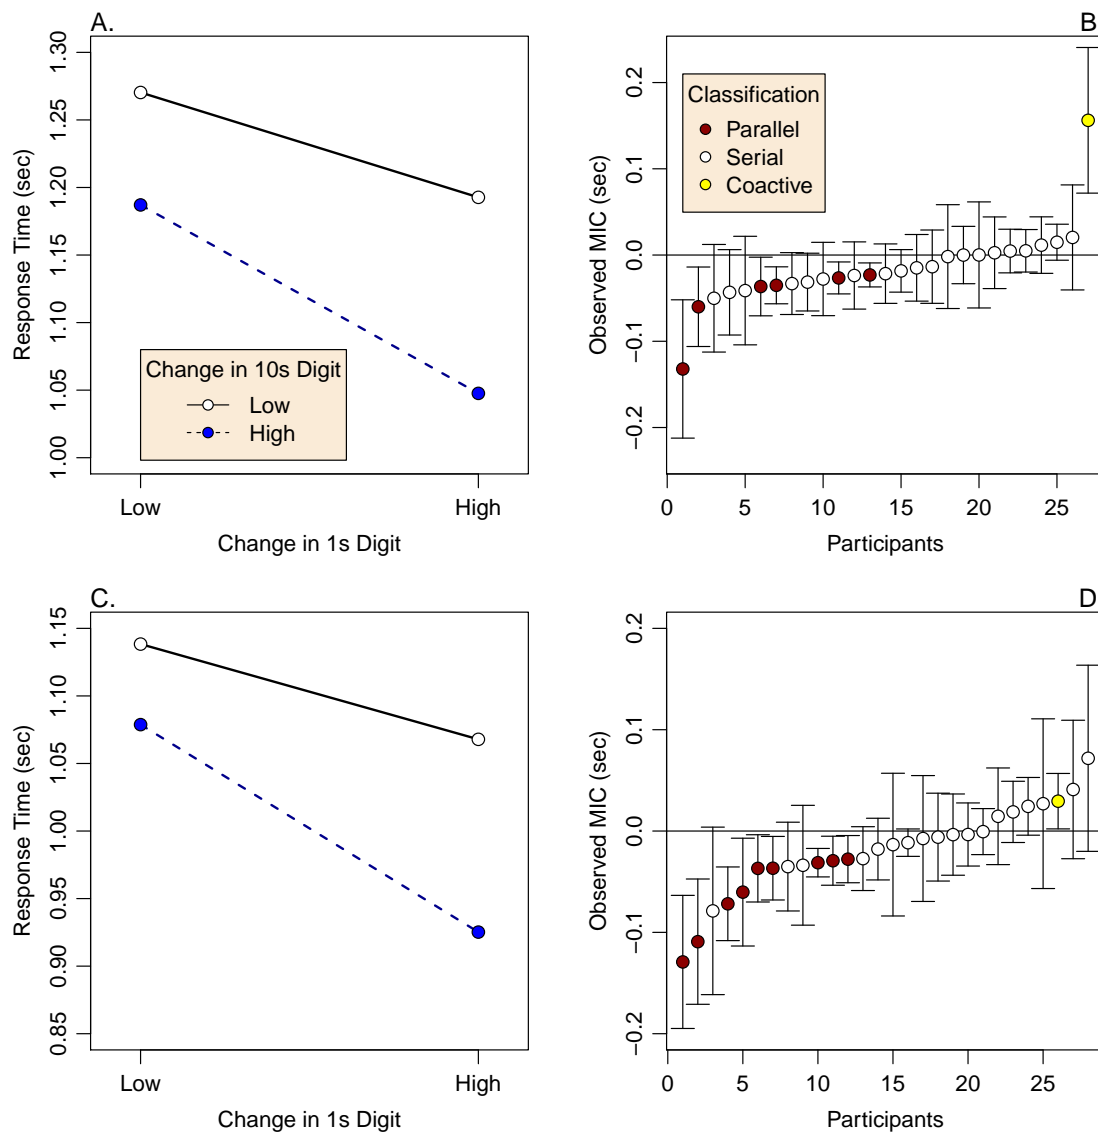 A.
Response Time (sec)
1.30
1.25
1.20
1.15
1.10
1.05
1.00
Change in 10s Digit
Low
High
Low High
Change in 1s Digit
B
Observed MIC (sec)
0.2
0.1
0.0
−0.1
−0.2
Classification
Parallel
Serial
Coactive
0 5 10 15 20 25
Participants
C.
Response Time (sec)
1.15
1.10
1.05
1.00
0.95
0.90
0.85
Low High
Change in 1s Digit
D
Observed MIC (sec)
0.2
0.1
0.0
−0.1
−0.2
0 5 10 15 20 25
Participants